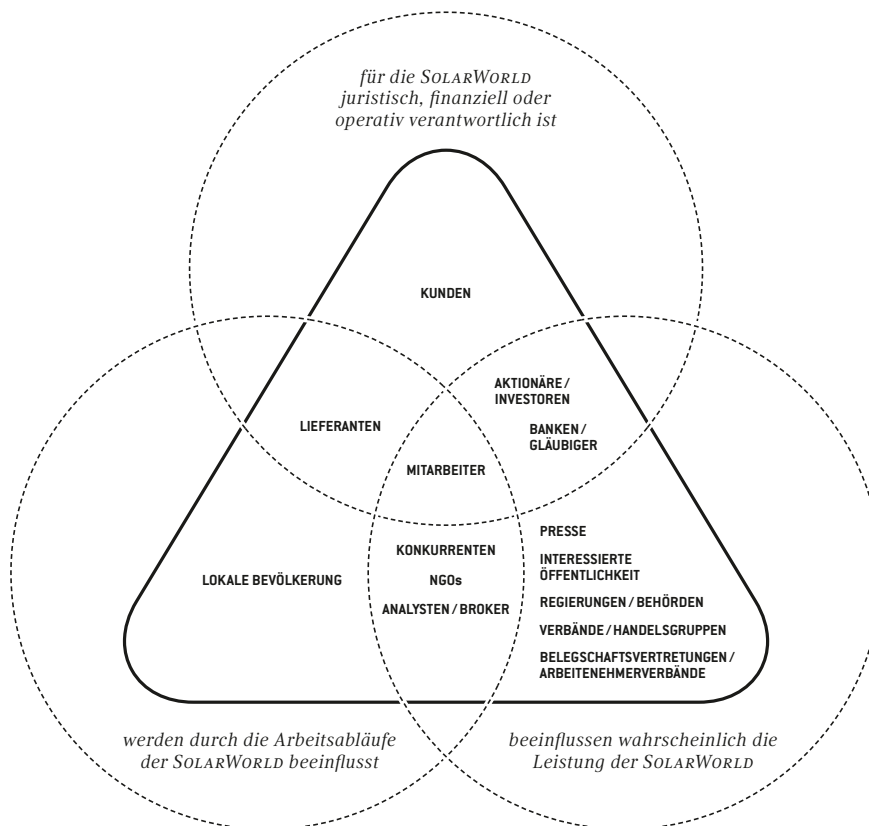 für die SOLARWORLD
juristisch, finanziell oder
operativ verantwortlich ist
KUNDEN
AKTIONÄRE /
INVESTOREN
LIEFERANTEN
BANKEN /
GLÄUBIGER
MITARBEITER
PRESSE
KONKURRENTEN
INTERESSIERTE
ÖFFENTLICHKEIT
LOKALE BEVÖLKERUNG
NGOs
REGIERUNGEN / BEHÖRDEN
ANALYSTEN / BROKER
VERBÄNDE / HANDELSGRUPPEN
BELEGSCHAFTSVERTRETUNGEN /
ARBEITENEHMERVERBÄNDE
werden durch die Arbeitsabläufe
der SOLARWORLD beeinflusst
beeinflussen wahrscheinlich die
Leistung der SOLARWORLD